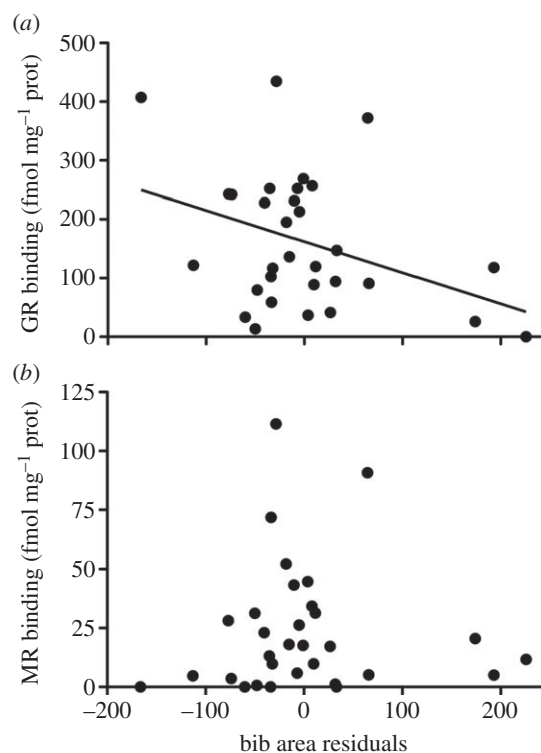 (a)
500
400
300
200
100
0
GR binding (fmol mg⁻¹ prot)
(b)
125
100
75
50
25
0
MR binding (fmol mg⁻¹ prot)
−200 −100 0 100 200
bib area residuals